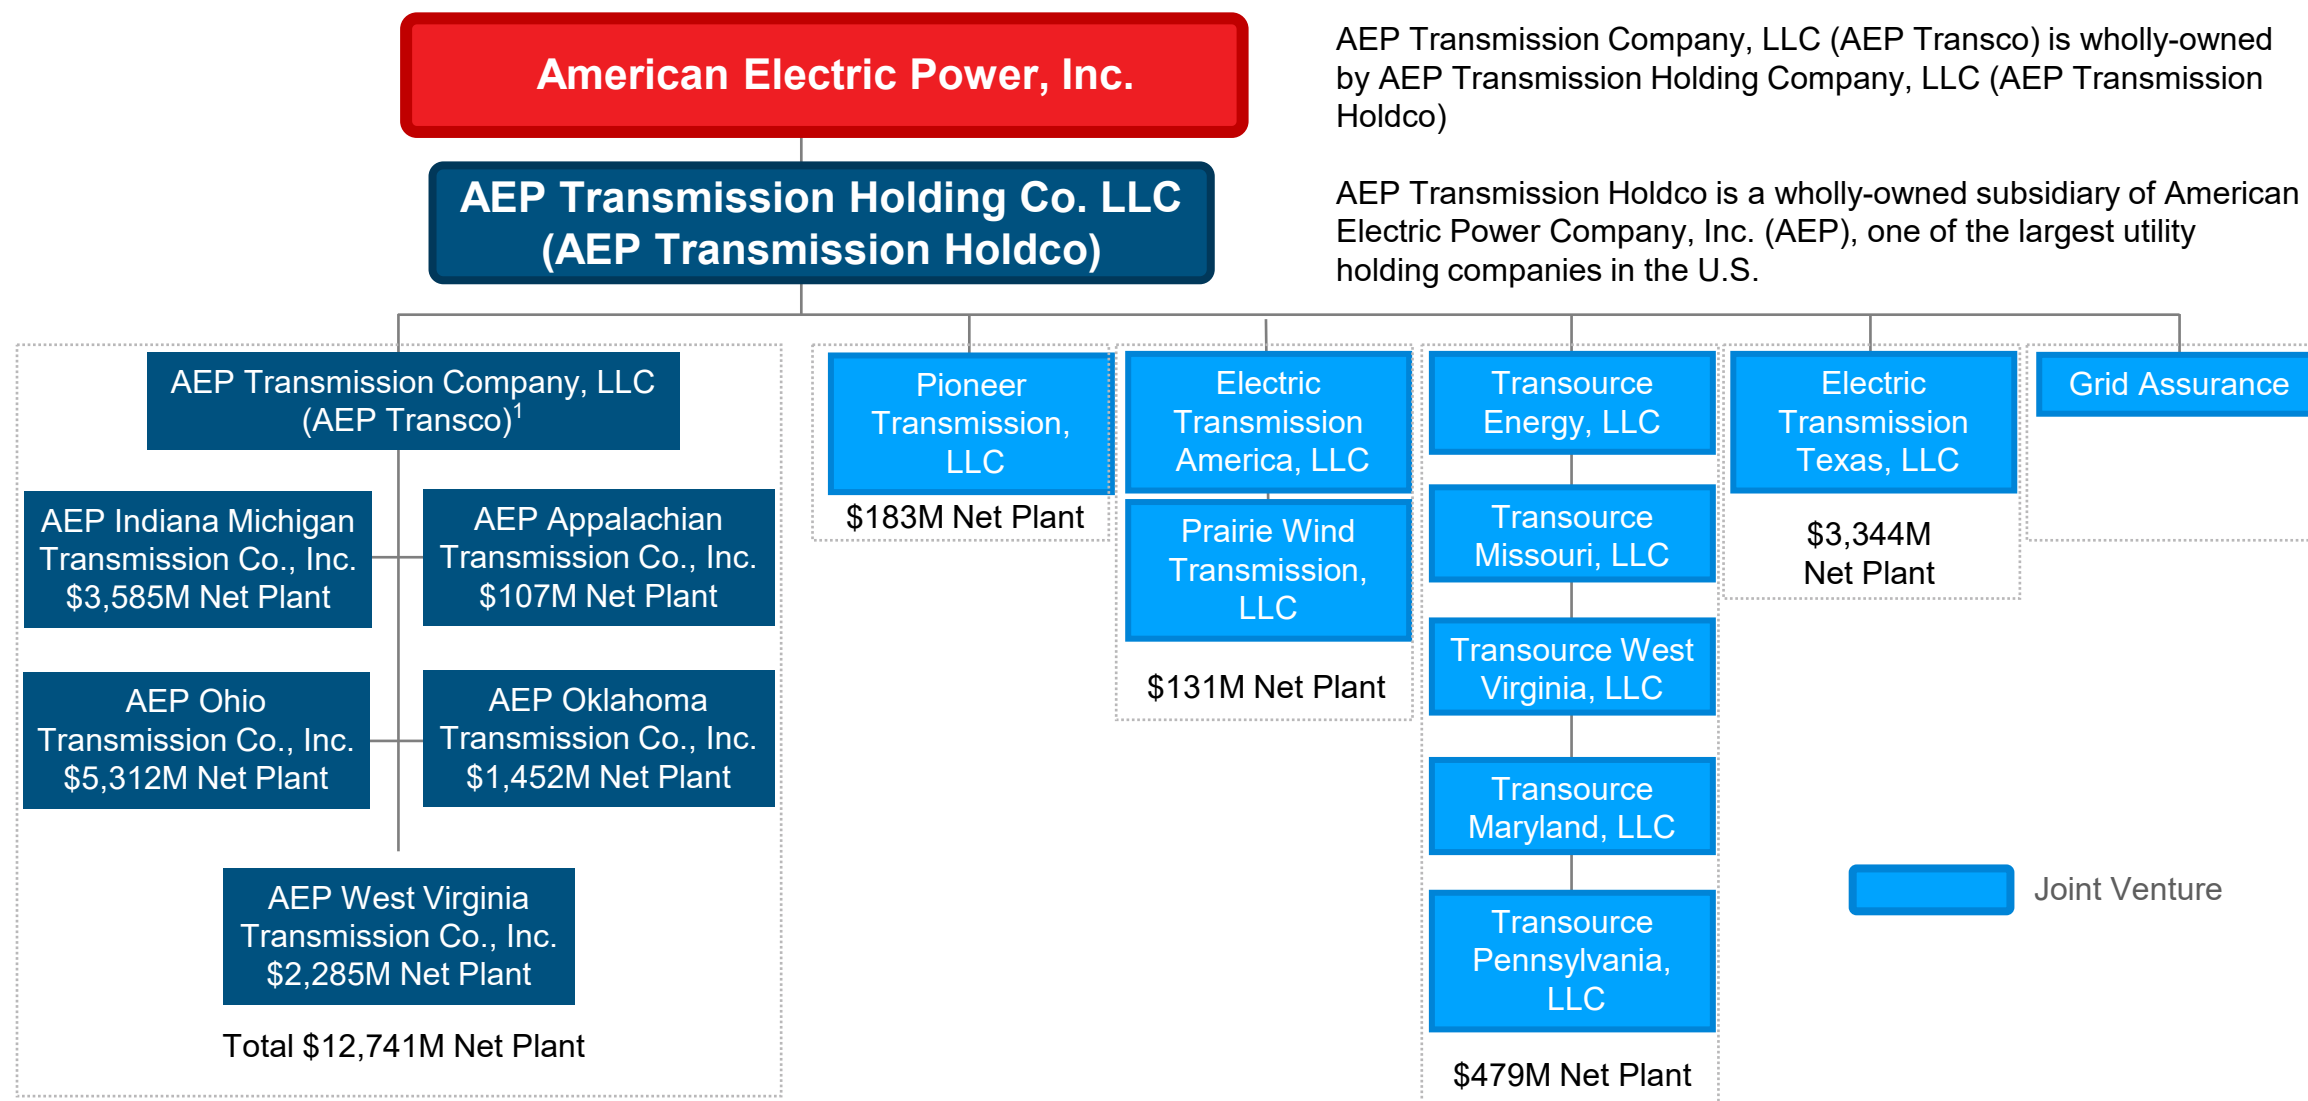 American Electric Power, Inc.
AEP Transmission Holding Co. LLC
(AEP Transmission Holdco)
AEP Transmission Company, LLC (AEP Transco) is wholly-owned
by AEP Transmission Holding Company, LLC (AEP Transmission
Holdco)
AEP Transmission Holdco is a wholly-owned subsidiary of American
Electric Power Company, Inc. (AEP), one of the largest utility
holding companies in the U.S.
AEP Transmission Company, LLC
(AEP Transco)1
AEP Indiana Michigan
Transmission Co., Inc.
$3,585M Net Plant
AEP Appalachian
Transmission Co., Inc.
$107M Net Plant
AEP Ohio
Transmission Co., Inc.
$5,312M Net Plant
AEP Oklahoma
Transmission Co., Inc.
$1,452M Net Plant
AEP West Virginia
Transmission Co., Inc.
$2,285M Net Plant
Total $12,741M Net Plant
Pioneer
Transmission,
LLC
$183M Net Plant
Electric
Transmission
America, LLC
Prairie Wind
Transmission,
LLC
$131M Net Plant
Transource
Energy, LLC
Transource
Missouri, LLC
Transource West
Virginia, LLC
Transource
Maryland, LLC
Transource
Pennsylvania,
LLC
$479M Net Plant
Electric
Transmission
Texas, LLC
$3,344M
Net Plant
Grid Assurance
Joint Venture